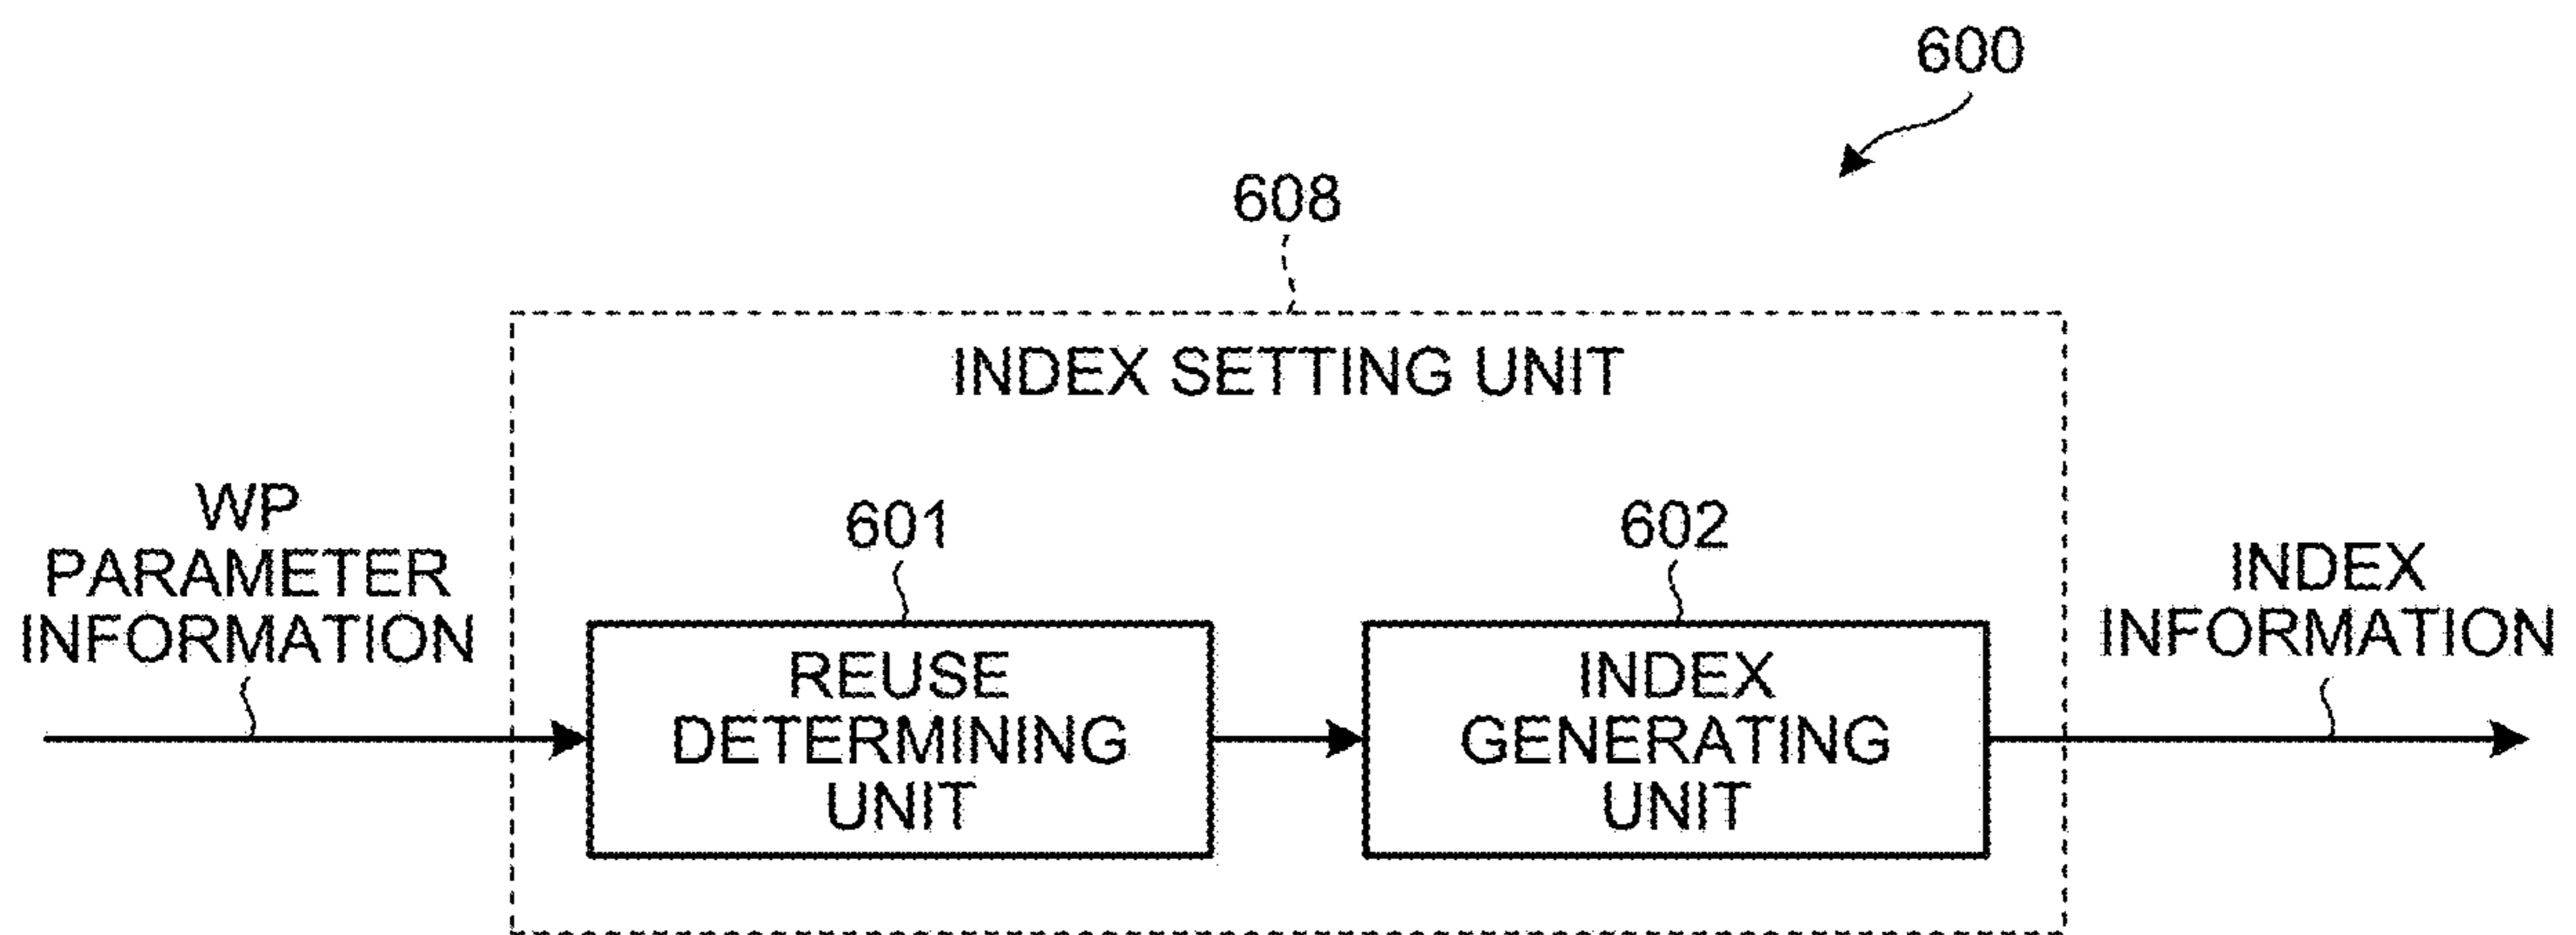 600
608
INDEX SETTING UNIT
WP
PARAMETER
INFORMATION
601
REUSE
DETERMINING
UNIT
602
INDEX
GENERATING
UNIT
INDEX
INFORMATION